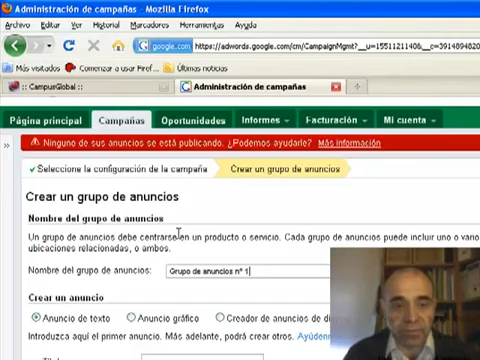 Administración de campañas - Mozilla Firefox
Archivo Editar Ver Historial Marcadores Herramientas Ayuda
google.com https://adwords.google.com/cm/CampaignMgmt?__u=1551121140&__c=3914894820
Más visitados Comenzar a usar Firef... Últimas noticias
:: CampusGlobal :: Administración de campañas
Página principal Campañas Oportunidades Informes Facturación Mi cuenta
Ninguno de sus anuncios se está publicando. ¿Podemos ayudarle? Más información
Seleccione la configuración de la campaña Crear un grupo de anuncios
Crear un grupo de anuncios
Nombre del grupo de anuncios
Un grupo de anuncios debe centrarse en un producto o servicio. Cada grupo de anuncios puede incluir uno o vario
ubicaciones relacionadas, o ambos.
Nombre del grupo de anuncios: Grupo de anuncios nº 1
Crear un anuncio
Anuncio de texto Anuncio gráfico Creador de anuncios de di
Introduzca aquí el primer anuncio. Más adelante, podrá crear otros. Ayúdenme